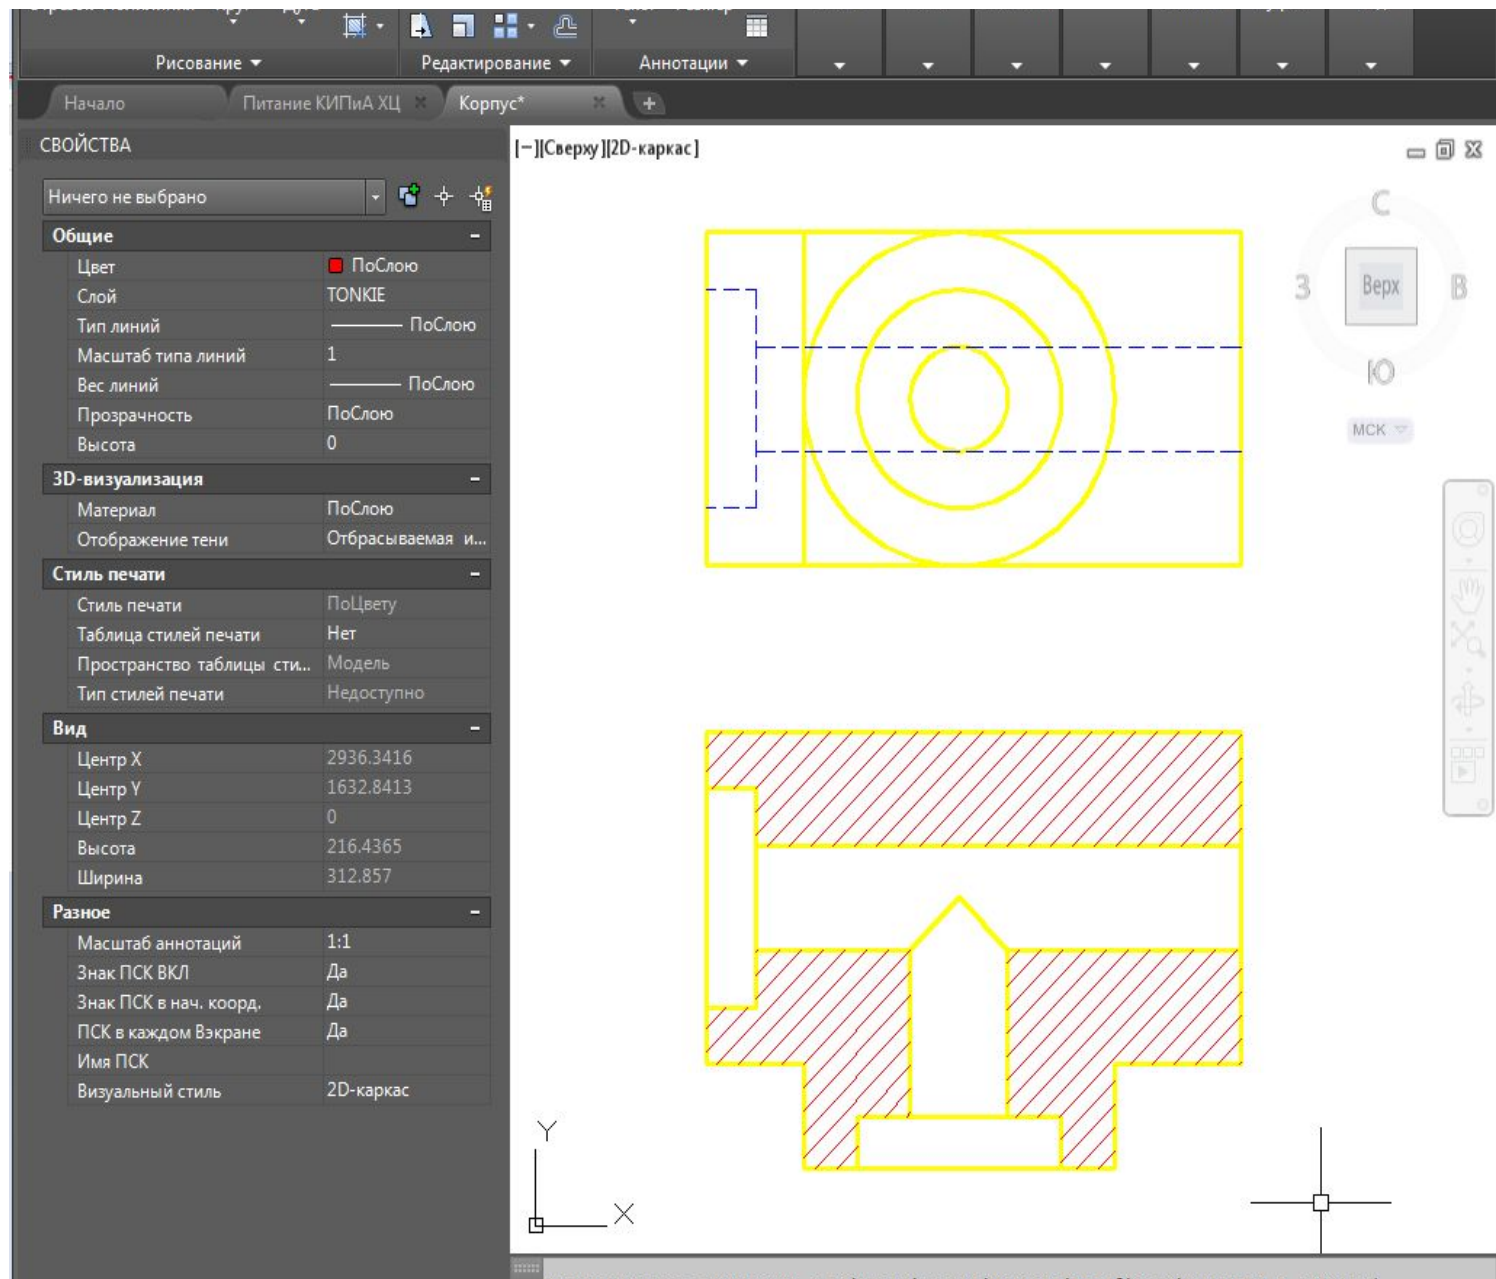 Рисование
Редактирование
Аннотации
Начало
Питание КИПиА ХЦ
Корпус*
СВОЙСТВА
[−][Сверху][2D-каркас]
Ничего не выбрано
Общие
Цвет ПоСлою
Слой TONKIE
Тип линий ПоСлою
Масштаб типа линий 1
Вес линий ПоСлою
Прозрачность ПоСлою
Высота 0
3D-визуализация
Материал ПоСлою
Отображение тени Отбрасываемая и...
Стиль печати
Стиль печати ПоЦвету
Таблица стилей печати Нет
Пространство таблицы сти... Модель
Тип стилей печати Недоступно
Вид
Центр X 2936.3416
Центр Y 1632.8413
Центр Z 0
Высота 216.4365
Ширина 312.857
Разное
Масштаб аннотаций 1:1
Знак ПСК ВКЛ Да
Знак ПСК в нач. коорд. Да
ПСК в каждом Вэкране Да
Имя ПСК
Визуальный стиль 2D-каркас
С
З Верх В
Ю
МСК
Y
X